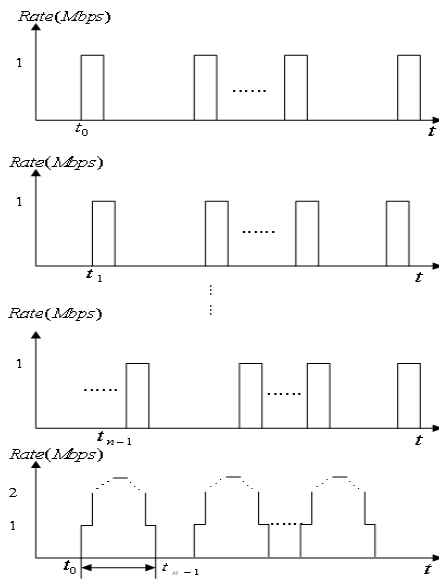 Rate(Mbps)
1
......
t0
t
Rate(Mbps)
1
......
t1
t
Rate(Mbps)
1
......
......
tn-1
t
Rate(Mbps)
2
1
t0
tn-1
t